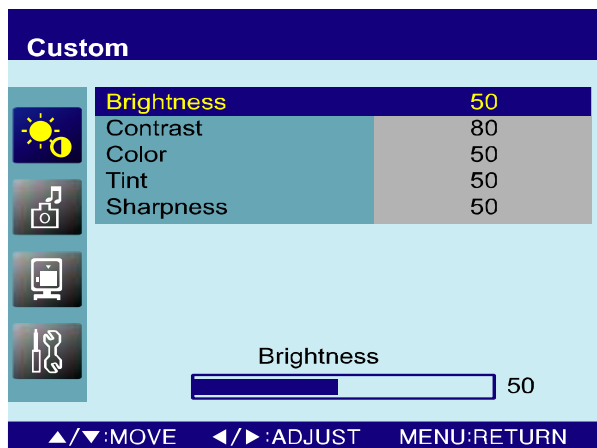 Custom
Brightness 50
Contrast 80
Color 50
Tint 50
Sharpness 50
Brightness
50
▲/▼:MOVE ◀/▶:ADJUST MENU:RETURN